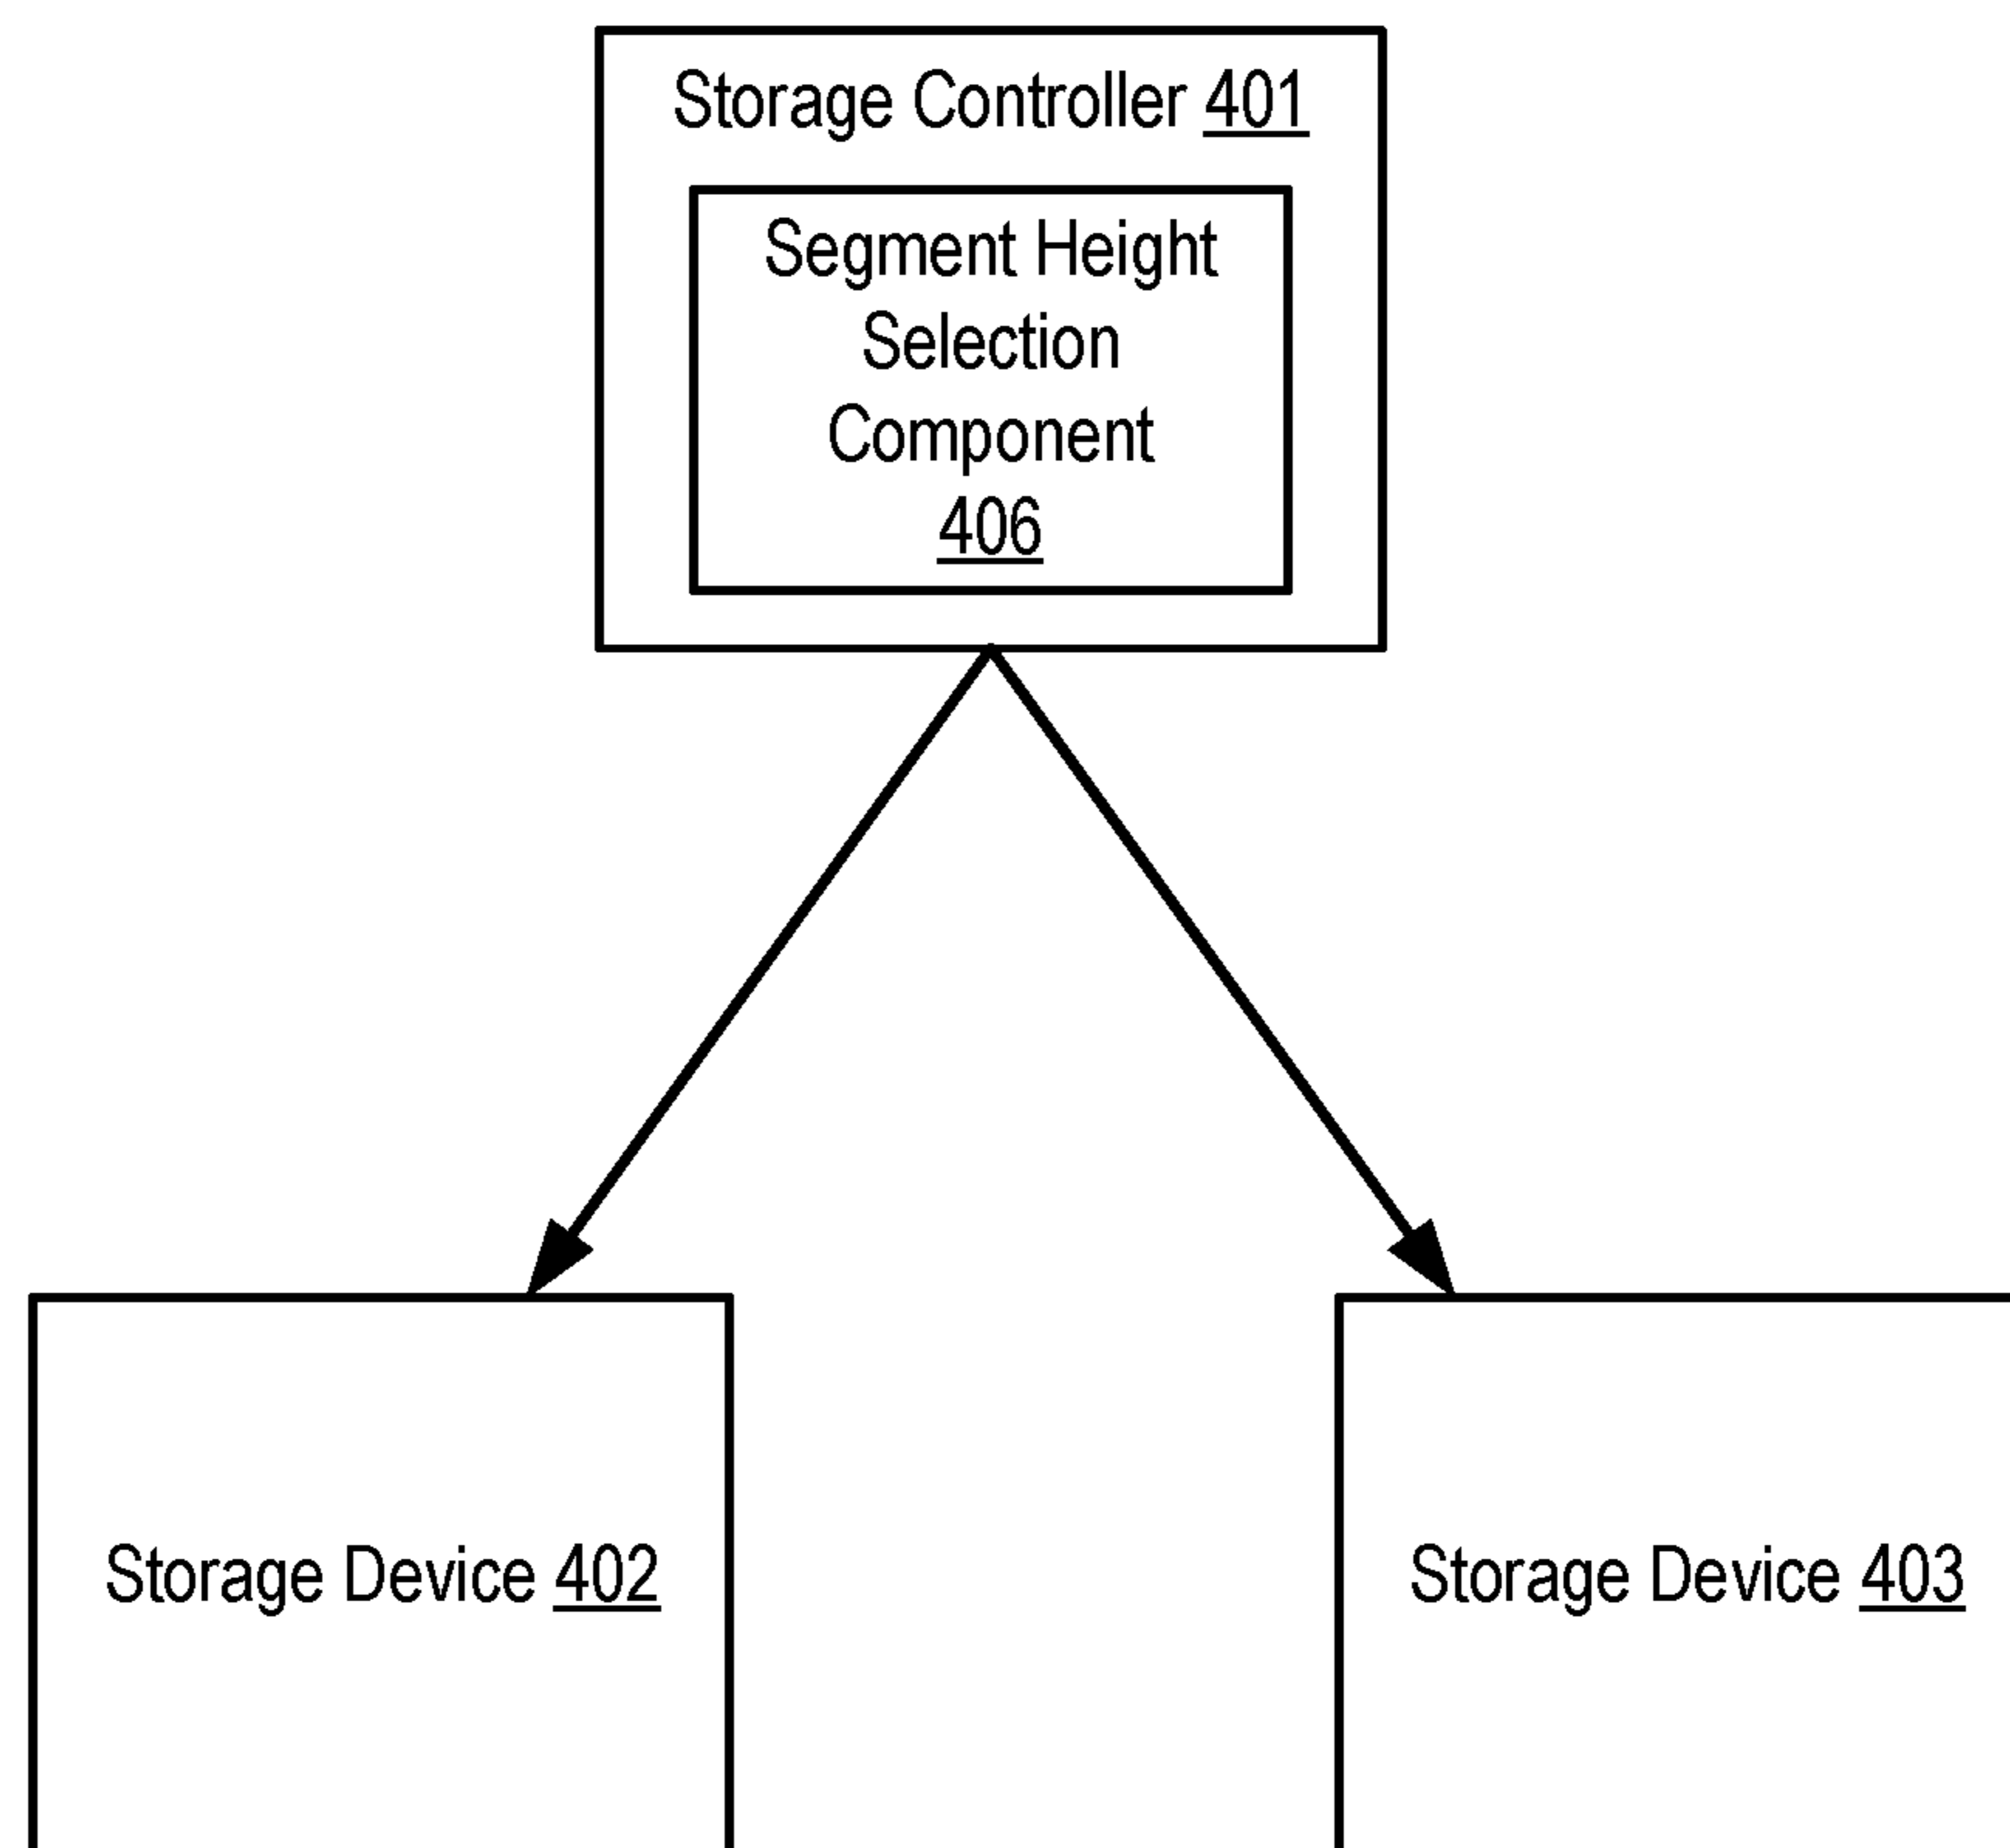 Storage Controller 401
Segment Height
Selection
Component
406
Storage Device 402
Storage Device 403